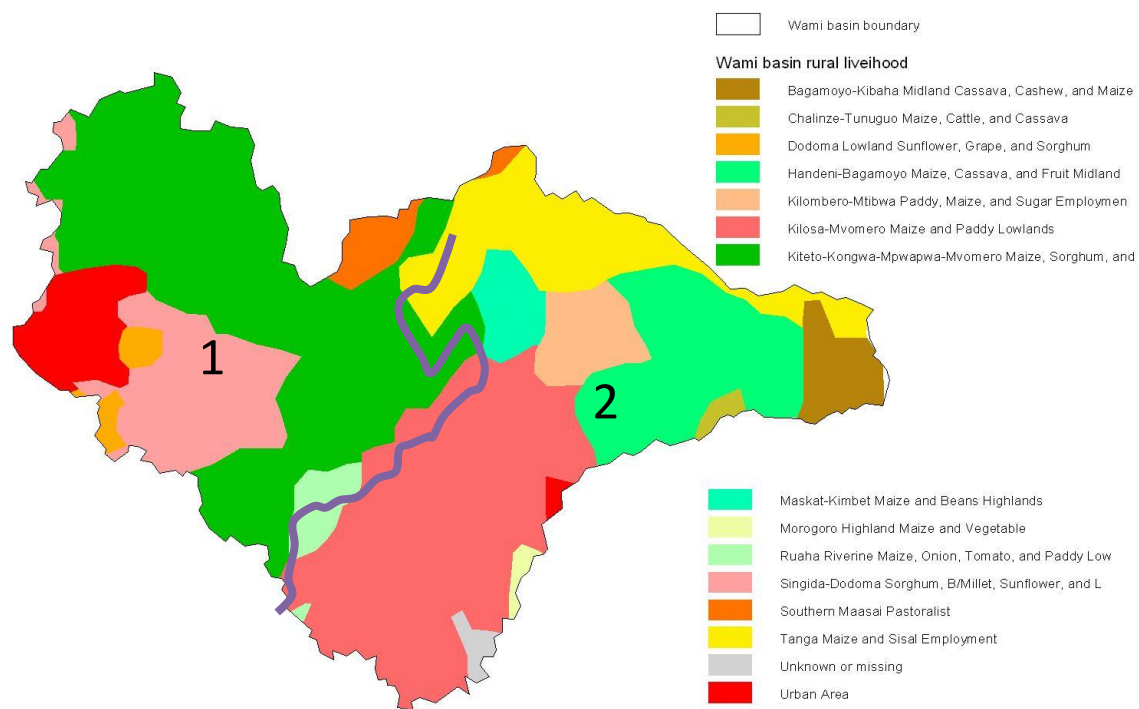 Wami basin boundary
Wami basin rural liveihood
Bagamoyo-Kibaha Midland Cassava, Cashew, and Maize
Chalinze-Tunuguo Maize, Cattle, and Cassava
Dodoma Lowland Sunflower, Grape, and Sorghum
Handeni-Bagamoyo Maize, Cassava, and Fruit Midland
Kilombero-Mtibwa Paddy, Maize, and Sugar Employmen
Kilosa-Mvomero Maize and Paddy Lowlands
Kiteto-Kongwa-Mpwapwa-Mvomero Maize, Sorghum, and
1
2
Maskat-Kimbet Maize and Beans Highlands
Morogoro Highland Maize and Vegetable
Ruaha Riverine Maize, Onion, Tomato, and Paddy Low
Singida-Dodoma Sorghum, B/Millet, Sunflower, and L
Southern Maasai Pastoralist
Tanga Maize and Sisal Employment
Unknown or missing
Urban Area